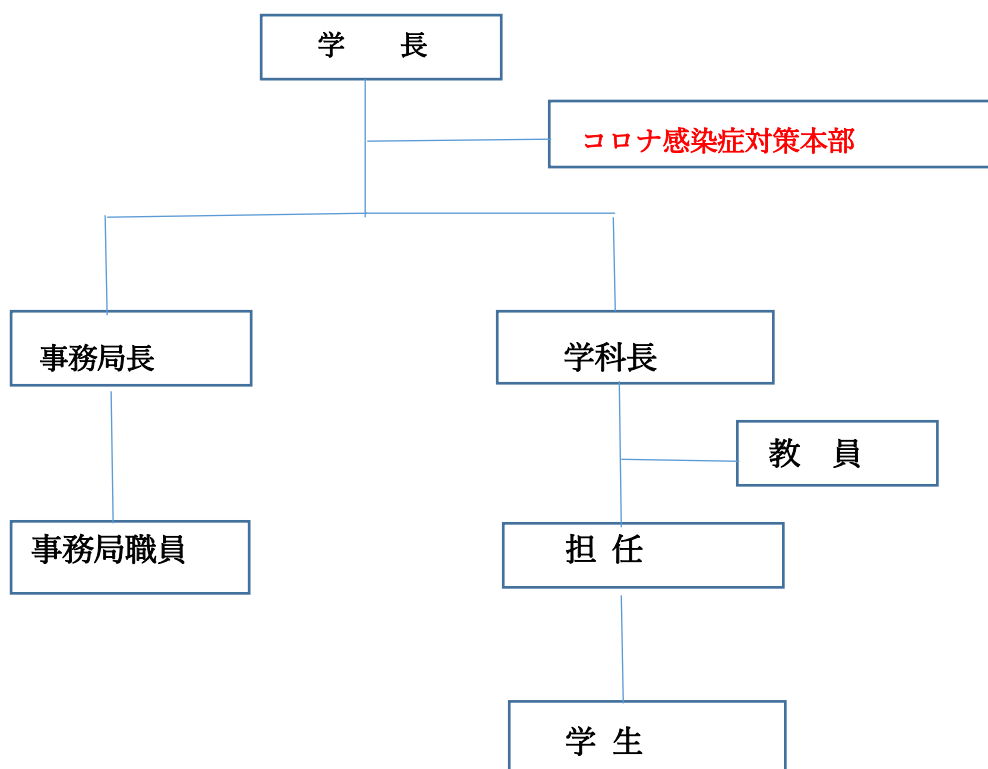 学　長
コロナ感染症対策本部
事務局長
学科長
教　員
事務局職員
担 任
学 生